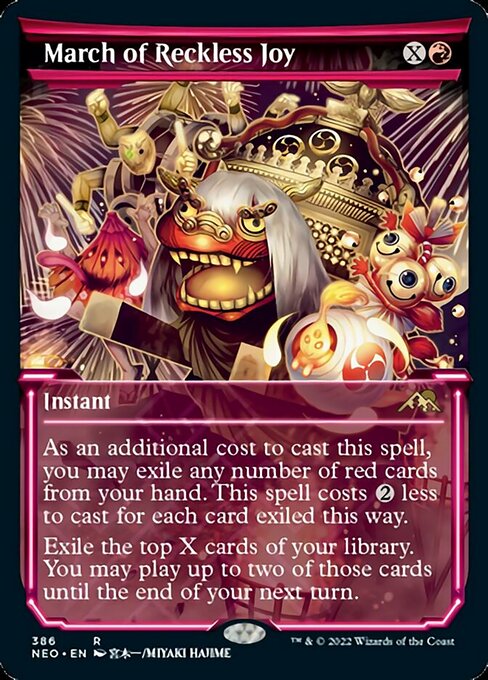 March of Reckless Joy X
Instant
As an additional cost to cast this spell,
you may exile any number of red cards
from your hand. This spell costs 2 less
to cast for each card exiled this way.
Exile the top X cards of your library.
You may play up to two of those cards
until the end of your next turn.
386 R
NEO • EN 宮本一/MIYAKI HAJIME
™ & © 2022 Wizards of the Coast